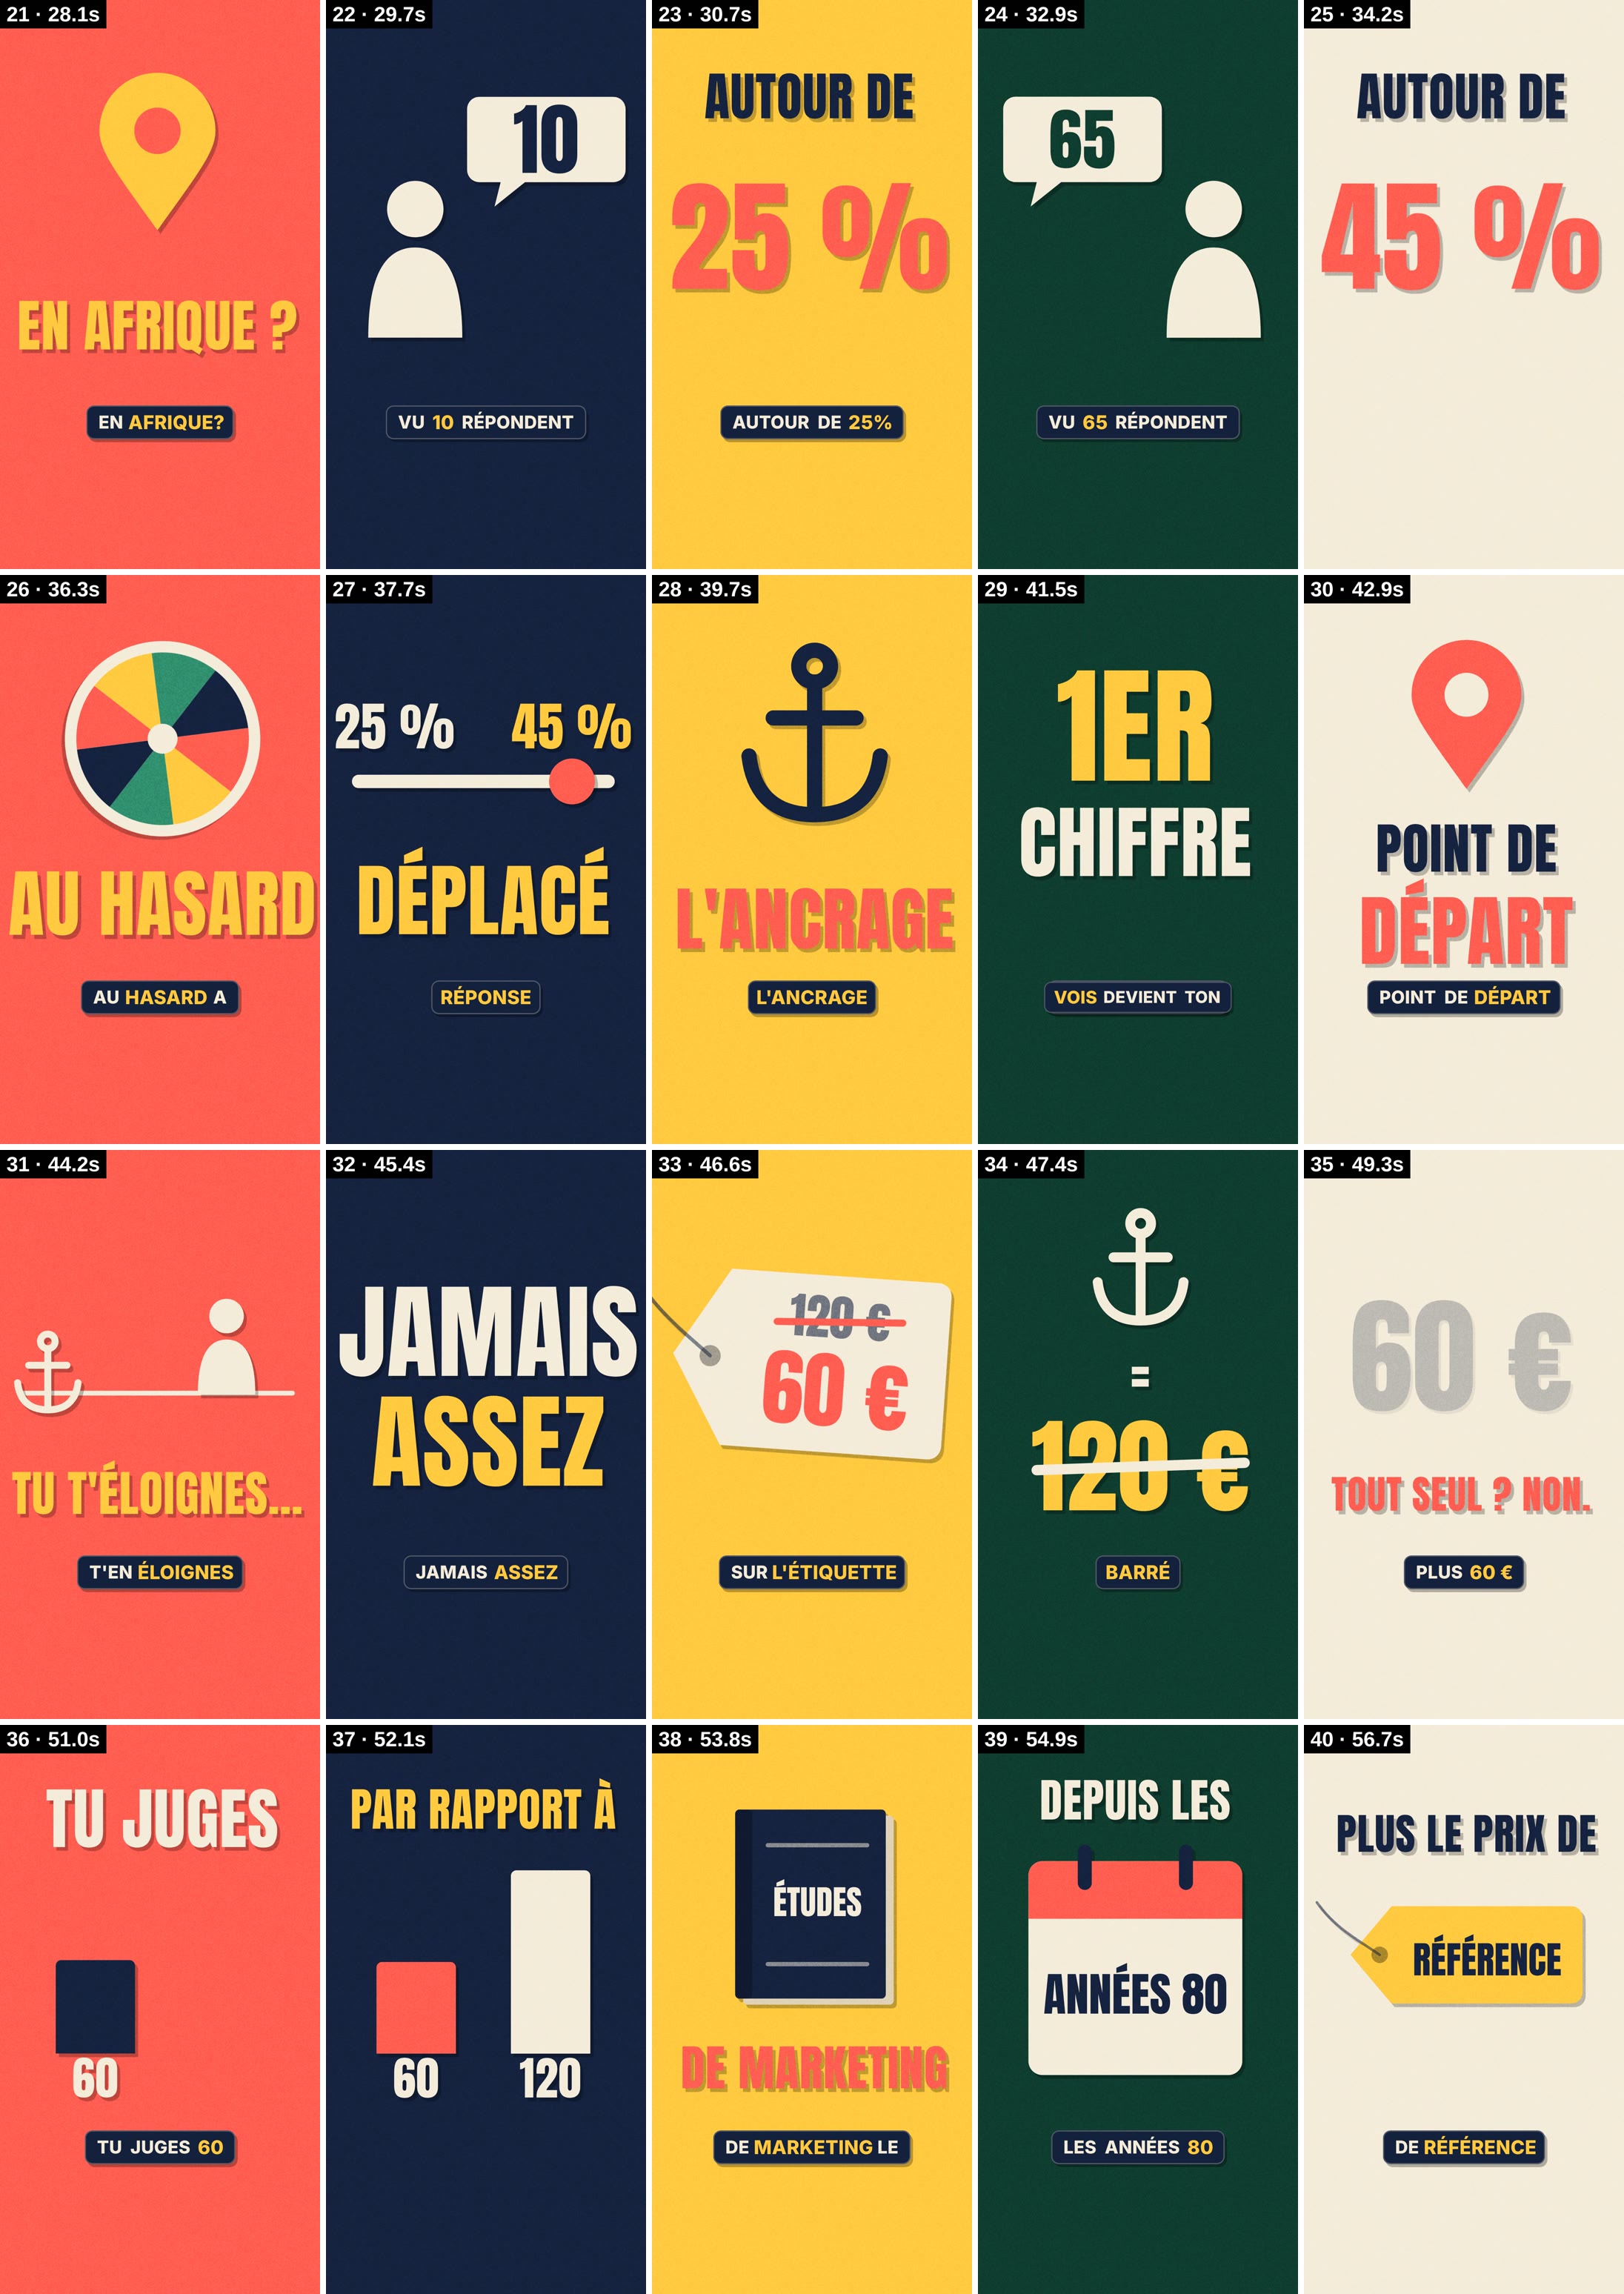 21 · 28.1s
EN AFRIQUE ?
EN AFRIQUE?
22 · 29.7s
10
VU 10 RÉPONDENT
23 · 30.7s
AUTOUR DE
25 %
AUTOUR DE 25%
24 · 32.9s
65
VU 65 RÉPONDENT
25 · 34.2s
AUTOUR DE
45 %
26 · 36.3s
AU HASARD
AU HASARD A
27 · 37.7s
25 % 45 %
DÉPLACÉ
RÉPONSE
28 · 39.7s
L'ANCRAGE
L'ANCRAGE
29 · 41.5s
1ER
CHIFFRE
VOIS DEVIENT TON
30 · 42.9s
POINT DE
DÉPART
POINT DE DÉPART
31 · 44.2s
TU T'ÉLOIGNES...
T'EN ÉLOIGNES
32 · 45.4s
JAMAIS
ASSEZ
JAMAIS ASSEZ
33 · 46.6s
120 €
60 €
SUR L'ÉTIQUETTE
34 · 47.4s
=
120 €
BARRÉ
35 · 49.3s
60 €
TOUT SEUL ? NON.
PLUS 60 €
36 · 51.0s
TU JUGES
60
TU JUGES 60
37 · 52.1s
PAR RAPPORT À
60 120
38 · 53.8s
ÉTUDES
DE MARKETING
DE MARKETING LE
39 · 54.9s
DEPUIS LES
ANNÉES 80
LES ANNÉES 80
40 · 56.7s
PLUS LE PRIX DE
RÉFÉRENCE
DE RÉFÉRENCE